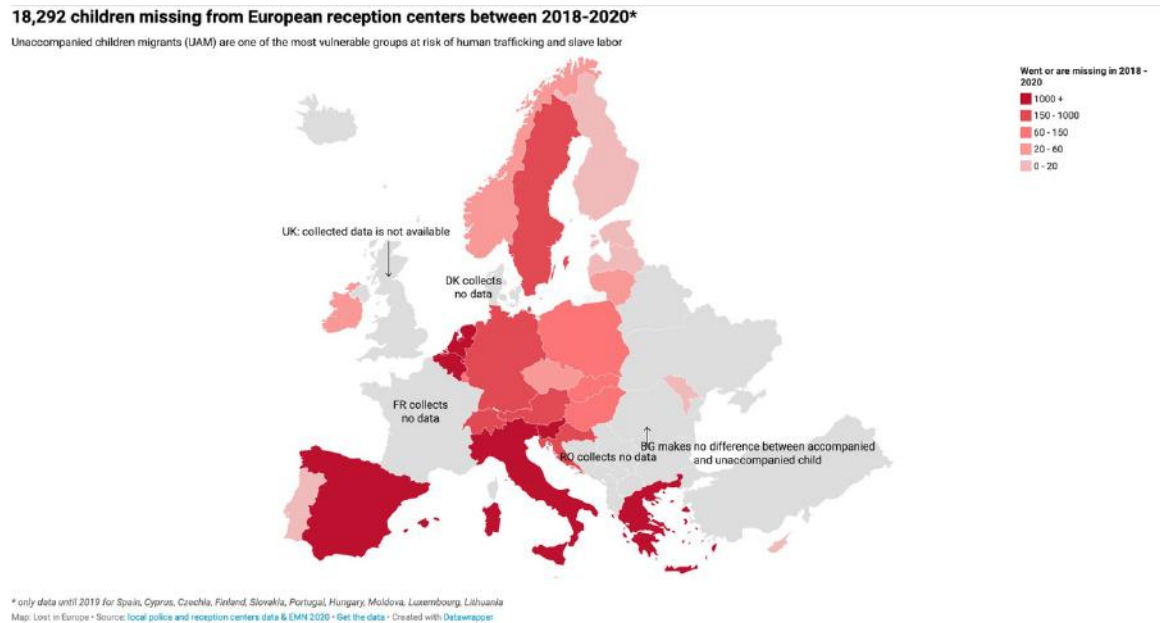 18,292 children missing from European reception centers between 2018-2020*
Unaccompanied children migrants (UAM) are one of the most vulnerable groups at risk of human trafficking and slave labor
Went or are missing in 2018 -
2020
1000 +
150 - 1000
60 - 150
20 - 60
0 - 20
UK: collected data is not available
DK collects
no data
FR collects
no data
RO collects no data
BG makes no difference between accompanied
and unaccompanied child
* only data until 2019 for Spain, Cyprus, Czechia, Finland, Slovakia, Portugal, Hungary, Moldova, Luxembourg, Lithuania
Map: Lost in Europe • Source: local police and reception centers data & EMN 2020 • Get the data • Created with Datawrapper